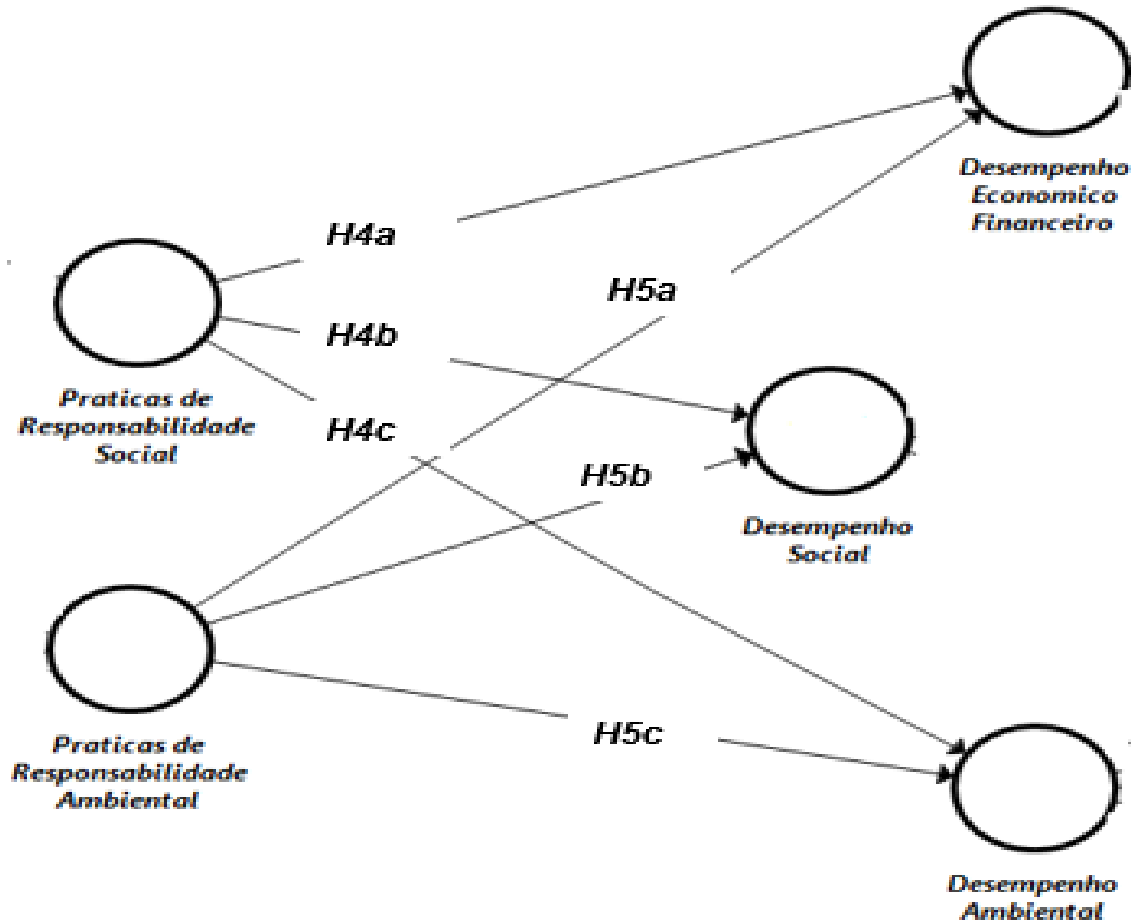 Desempenho
Economico
Financeiro
H4a
H5a
H4b
Praticas de
Responsabilidade
Social
H4c
H5b
Desempenho
Social
H5c
Praticas de
Responsabilidade
Ambiental
Desempenho
Ambiental